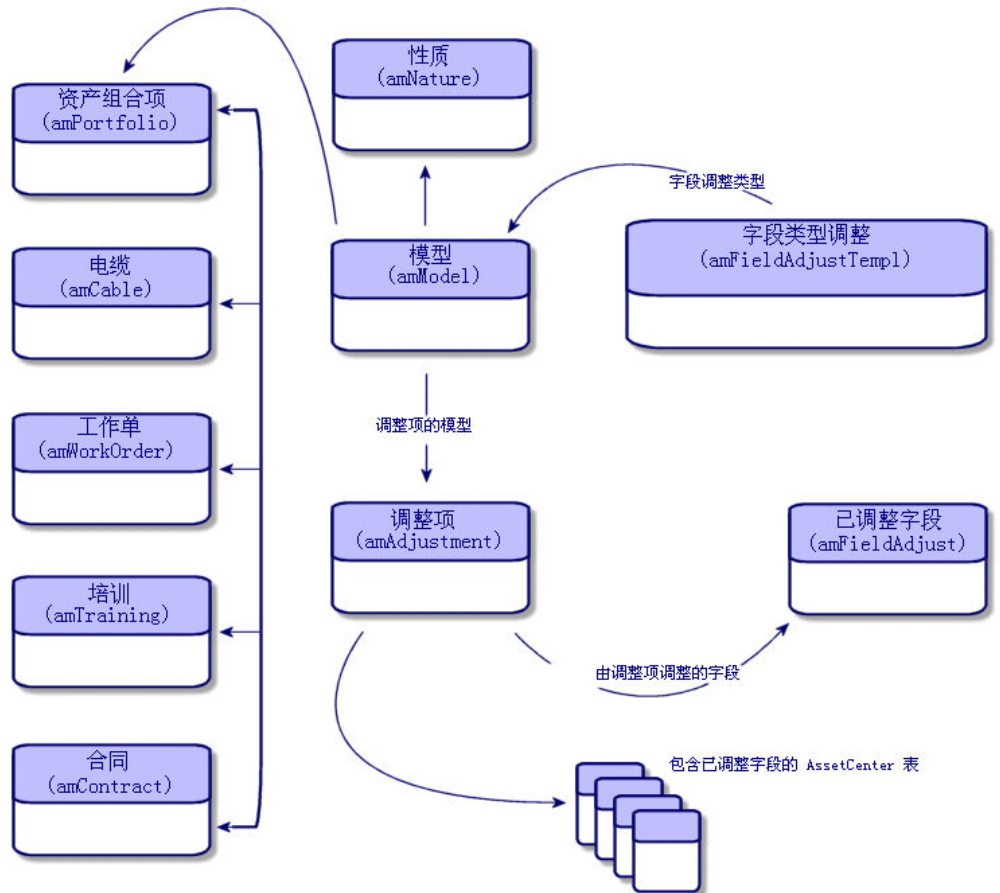 性质
(amNature)
资产组合项
(amPortfolio)
字段调整类型
字段类型调整
(amFieldAdjustTempl)
模型
(amModel)
电缆
(amCable)
调整项的模型
工作单
(amWorkOrder)
调整项
(amAdjustment)
已调整字段
(amFieldAdjust)
培训
(amTraining)
由调整项调整的字段
合同
(amContract)
包含已调整字段的 AssetCenter 表